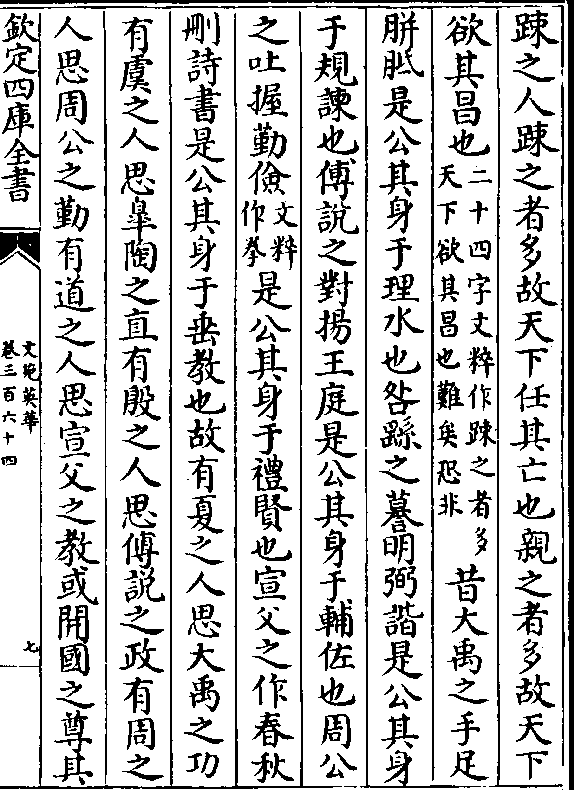 踈之人踈之者多故天下任其亡也親之者多故天下
欲其昌也二十四字文粹作踈之者多天下欲其昌也難矣恐非昔大禹之手足
胼胝是公其身于理水也咎繇之謩明弼諧是公其身
于規諫也傅說之對揚王庭是公其身于輔佐也周公
之吐握勤儉文粹作拳是公其身于禮賢也宣父之作春秋
刪詩書是公其身于垂教也故有夏之人思大禹之功
有虞之人思臯陶之直有殷之人思傅説之政有周之
人思周公之勤有道之人思宣父之教或開國之尊其
欽定四庫全書
文苑英華
卷三百六十四
七